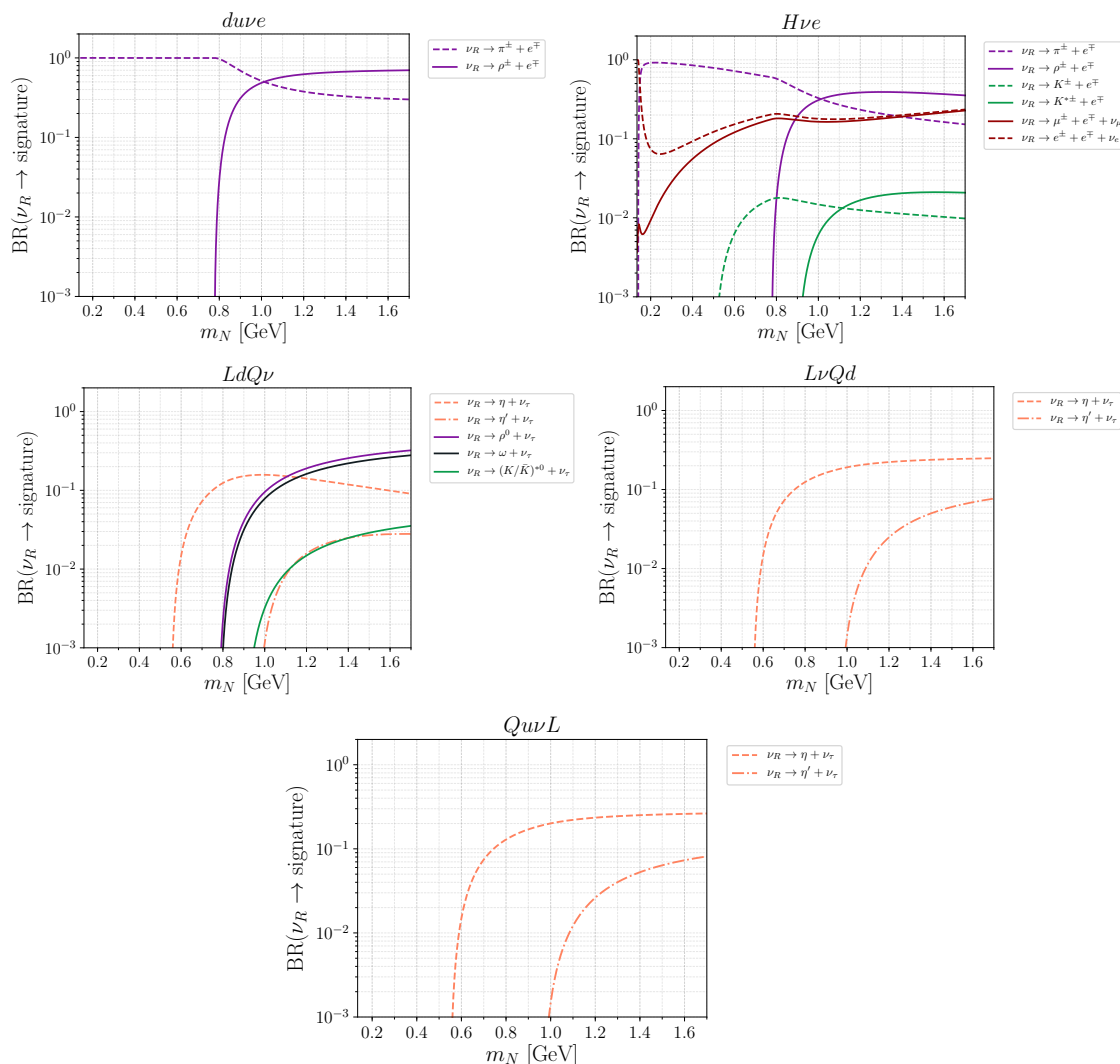 duνe
BR(ν_R → signature)
10^0
10^−1
10^−2
10^−3
0.2 0.4 0.6 0.8 1.0 1.2 1.4 1.6
m_N [GeV]
ν_R → π^± + e^∓
ν_R → ρ^± + e^∓
Hνe
BR(ν_R → signature)
10^0
10^−1
10^−2
10^−3
0.2 0.4 0.6 0.8 1.0 1.2 1.4 1.6
m_N [GeV]
ν_R → π^± + e^∓
ν_R → ρ^± + e^∓
ν_R → K^± + e^∓
ν_R → K^{*±} + e^∓
ν_R → μ^± + e^∓ + ν_μ
ν_R → e^± + e^∓ + ν_e
LdQν
BR(ν_R → signature)
10^0
10^−1
10^−2
10^−3
0.2 0.4 0.6 0.8 1.0 1.2 1.4 1.6
m_N [GeV]
ν_R → η + ν_τ
ν_R → η′ + ν_τ
ν_R → ρ^0 + ν_τ
ν_R → ω + ν_τ
ν_R → (K/K̄)^{*0} + ν_τ
LνQd
BR(ν_R → signature)
10^0
10^−1
10^−2
10^−3
0.2 0.4 0.6 0.8 1.0 1.2 1.4 1.6
m_N [GeV]
ν_R → η + ν_τ
ν_R → η′ + ν_τ
QuνL
BR(ν_R → signature)
10^0
10^−1
10^−2
10^−3
0.2 0.4 0.6 0.8 1.0 1.2 1.4 1.6
m_N [GeV]
ν_R → η + ν_τ
ν_R → η′ + ν_τ